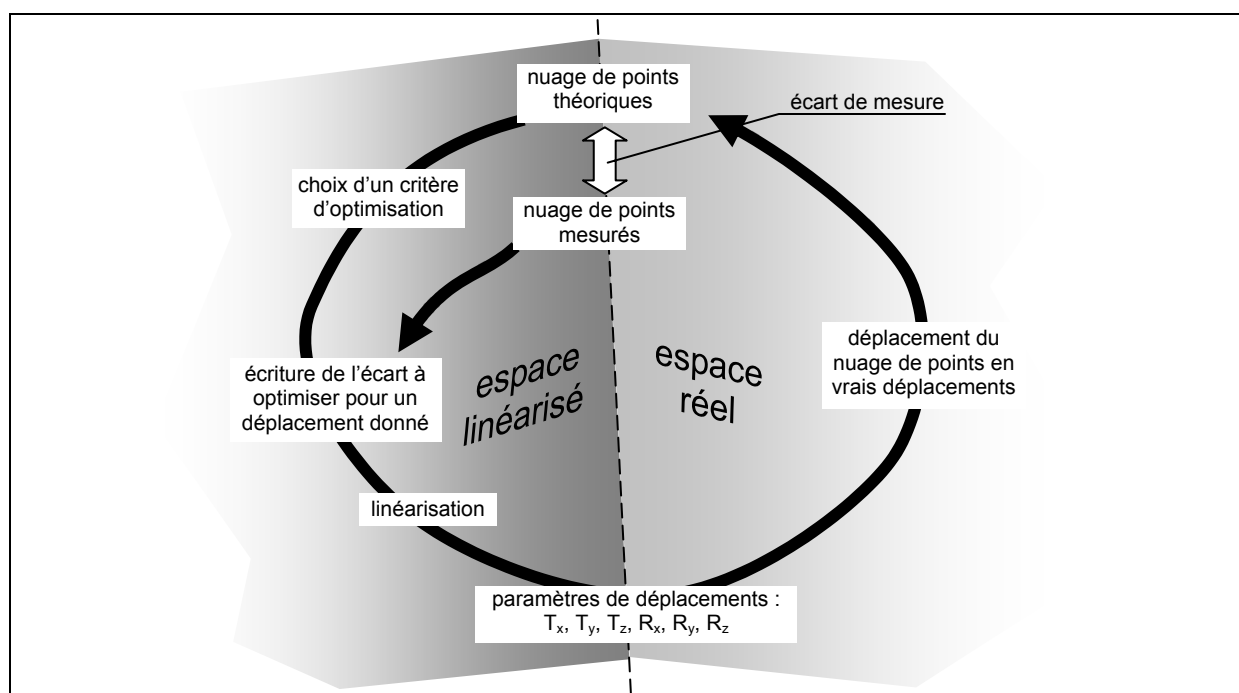 nuage de points
théoriques
écart de mesure
choix d'un critère
d'optimisation
nuage de points
mesurés
écriture de l'écart à
optimiser pour un
déplacement donné
espace
linéarisé
espace
réel
déplacement du
nuage de points en
vrais déplacements
linéarisation
paramètres de déplacements :
Tx, Ty, Tz, Rx, Ry, Rz